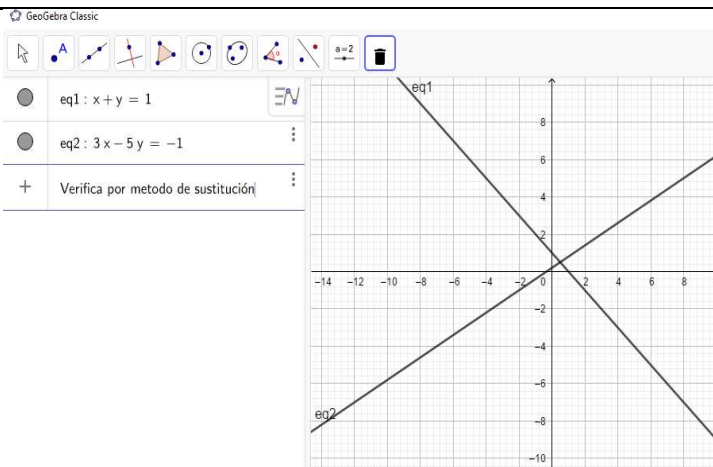 GeoGebra Classic
A
a=2
eq1 : x + y = 1
eq2 : 3 x − 5 y = −1
+ Verifica por metodo de sustitución
eq1
8
6
4
2
−14 −12 −10 −8 −6 −4 −2 0 2 4 6 8
−2
−4
−6
eq2
−8
−10